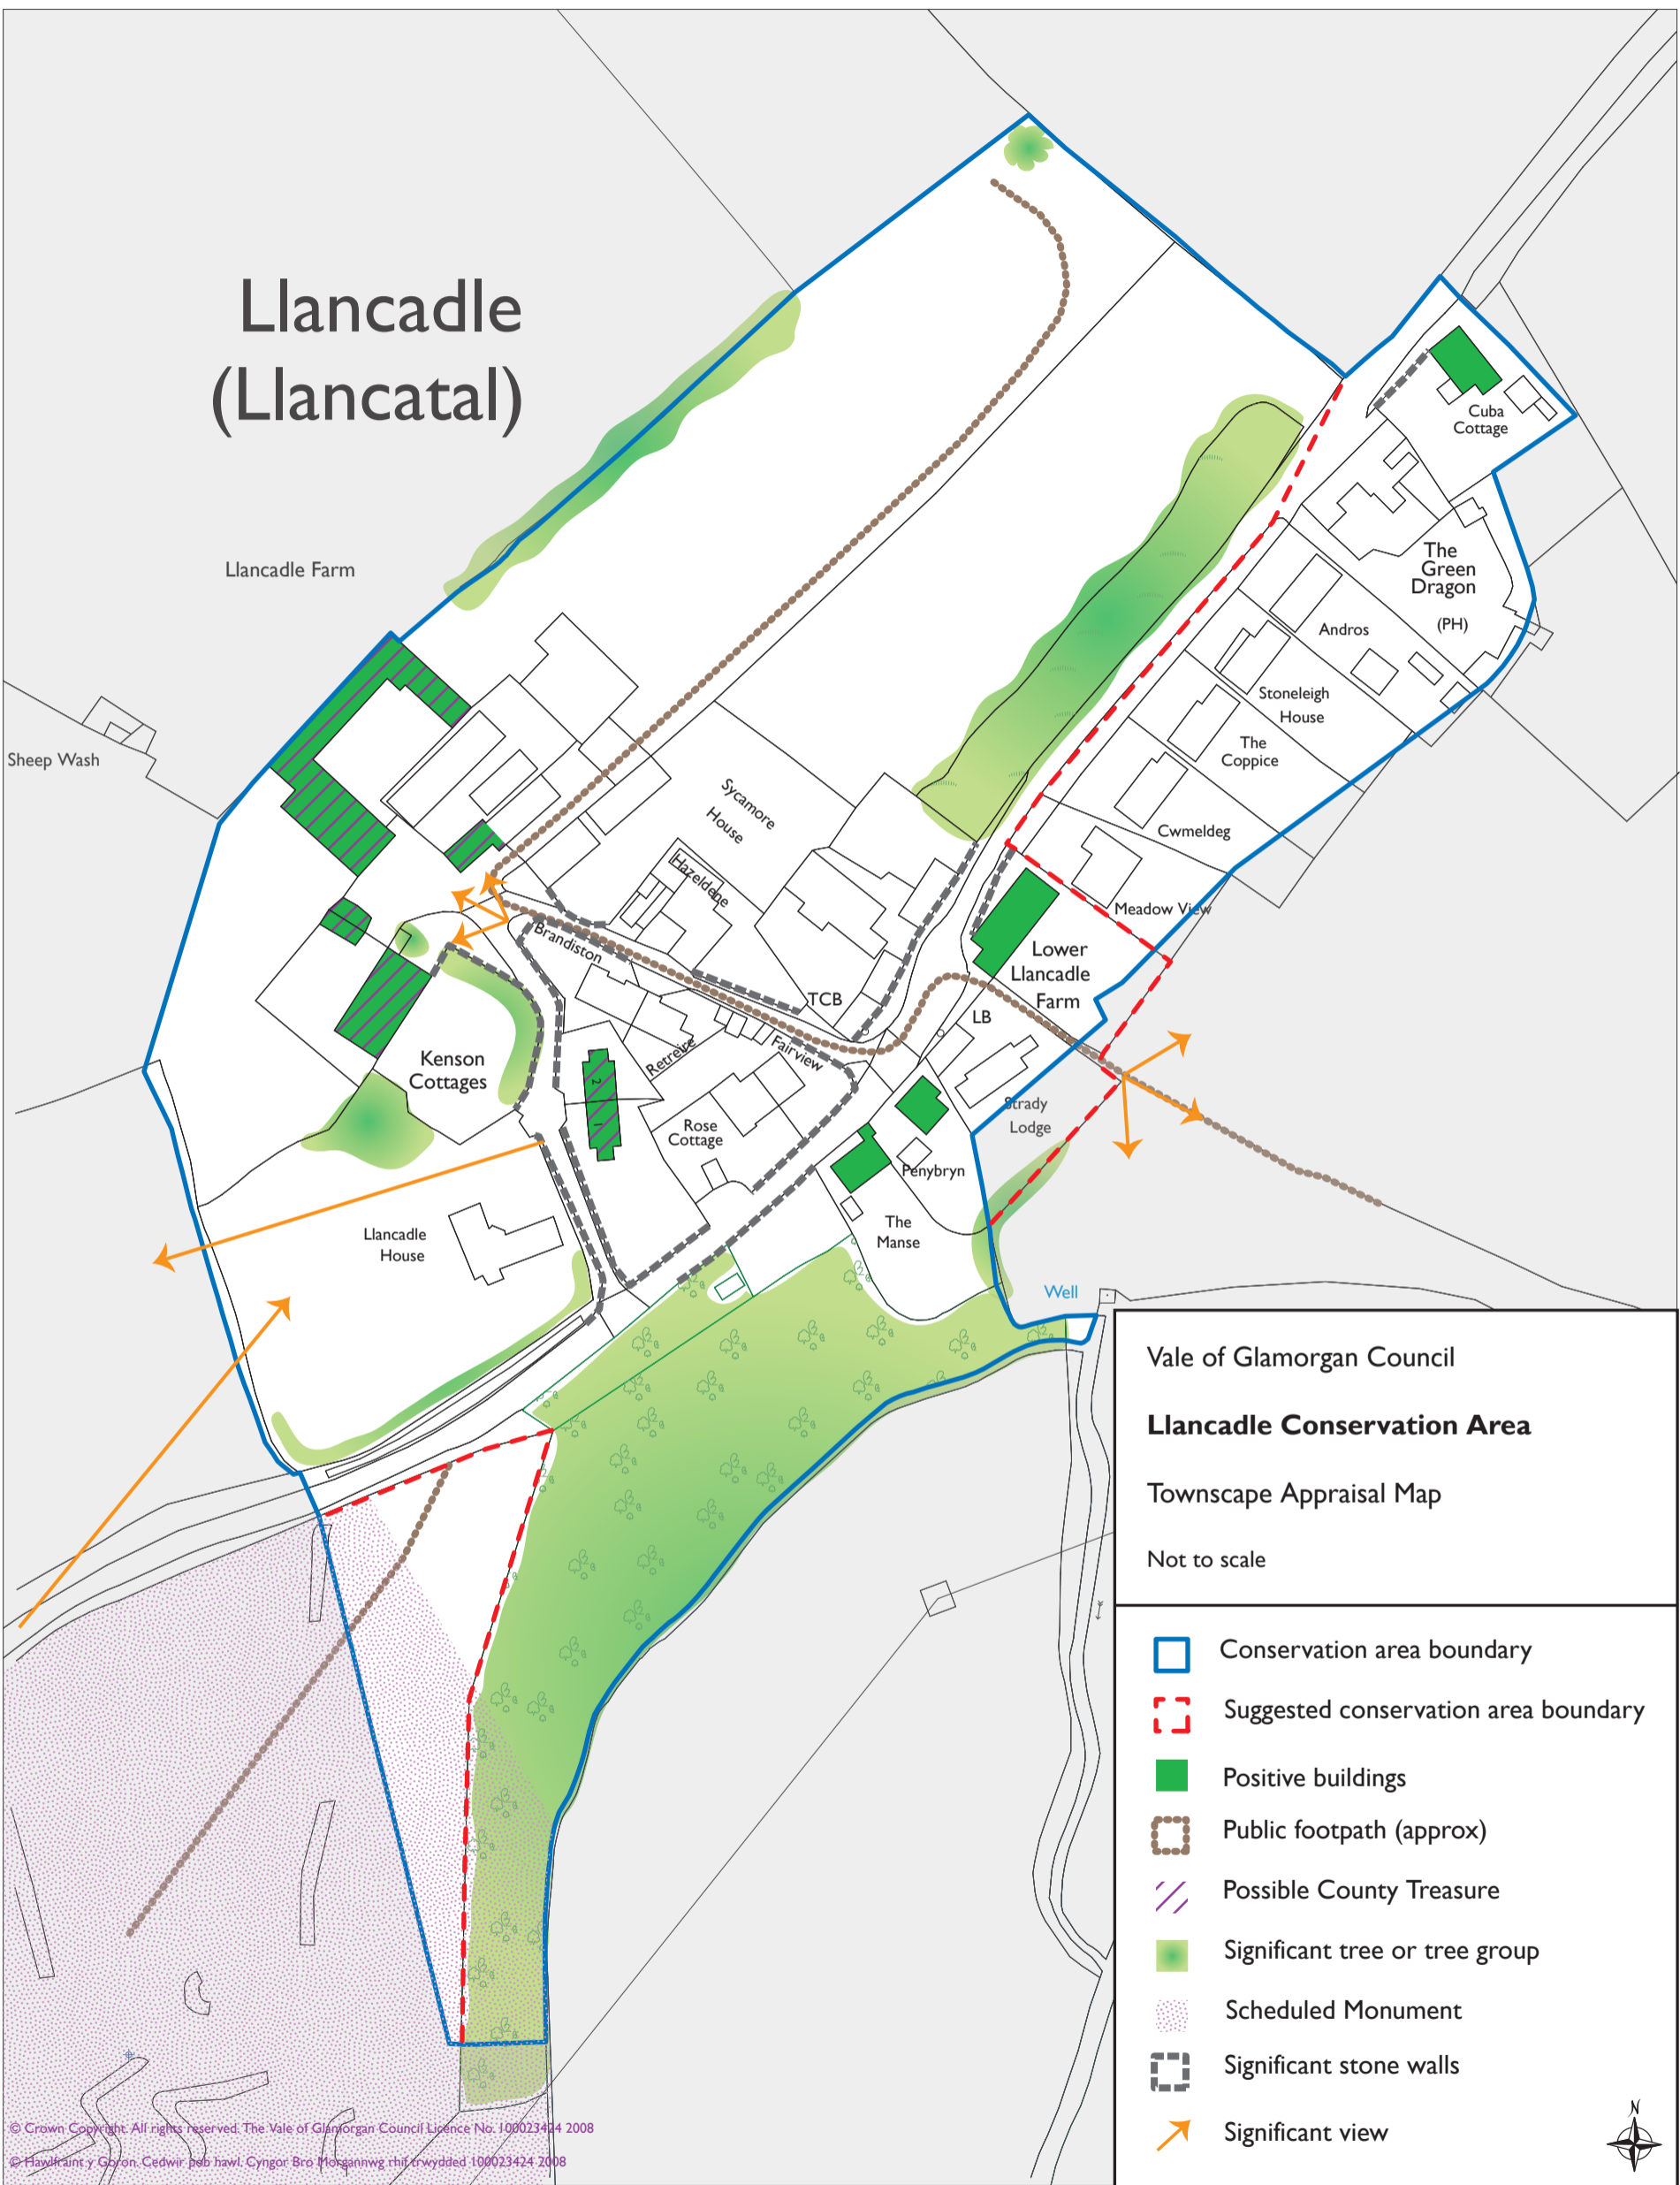 Llancadle
(Llancatal)
Cuba
Cottage
The
Green
Dragon
(PH)
Llancadle Farm
Andros
Stoneleigh
House
The
Coppice
Sheep Wash
Sycamore
House
Cwmeldeg
Hazeldene
Meadow View
Brandiston
Lower
Llancadle
Farm
TCB
LB
Fairview
Retreive
Kenson
Cottages
2
1
Strady
Lodge
Rose
Cottage
Penybryn
The
Manse
Llancadle
House
Well
Vale of Glamorgan Council
Llancadle Conservation Area
Townscape Appraisal Map
Not to scale
Conservation area boundary
Suggested conservation area boundary
Positive buildings
Public footpath (approx)
Possible County Treasure
Significant tree or tree group
Scheduled Monument
Significant stone walls
Significant view
N
© Crown Copyright. All rights reserved. The Vale of Glamorgan Council Licence No. 100023424 2008
© Hawlfraint y Goron. Cedwir pob hawl. Cyngor Bro Morgannwg rhif trwydded 100023424 2008